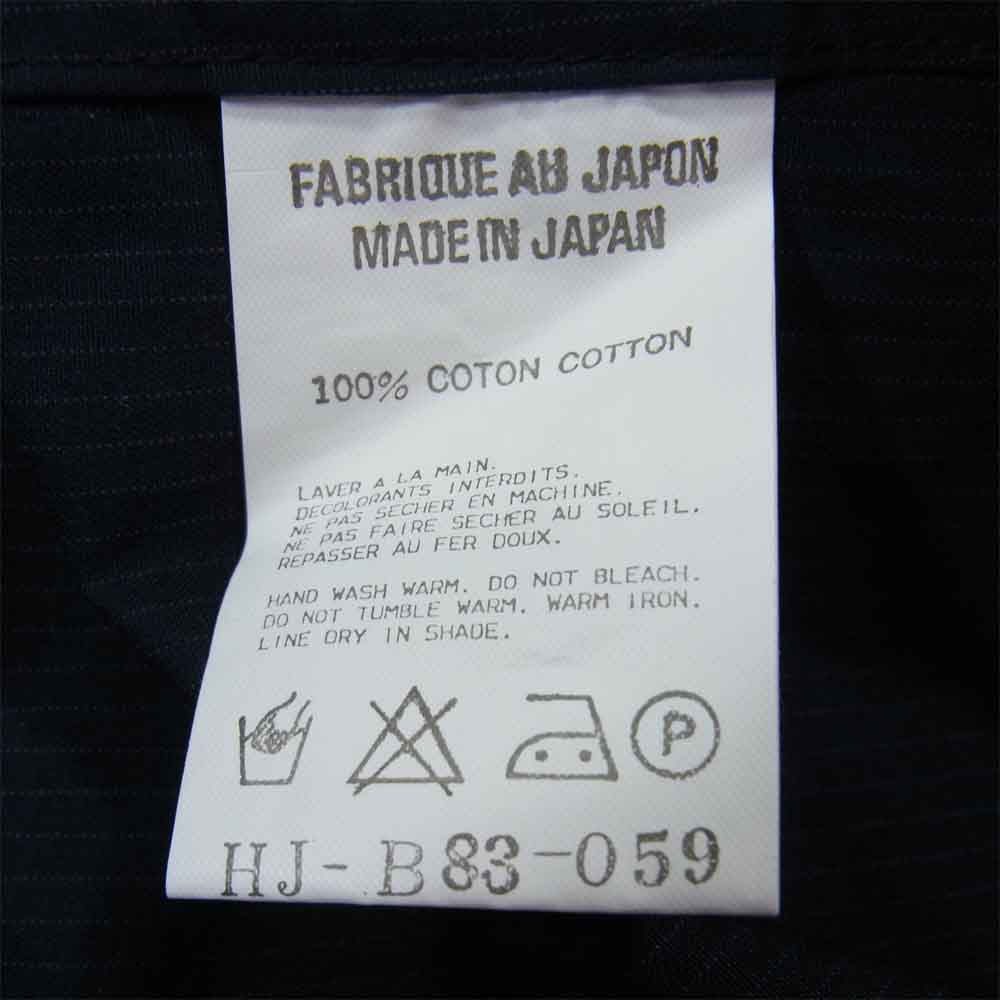 FABRIQUE AU JAPON
MADE IN JAPAN
100% COTON COTTON
LAVER A LA MAIN.
DECOLORANTS INTERDITS.
NE PAS SECHER EN MACHINE.
NE PAS FAIRE SECHER AU SOLEIL.
REPASSER AU FER DOUX.
HAND WASH WARM. DO NOT BLEACH.
DO NOT TUMBLE WARM. WARM IRON.
LINE DRY IN SHADE.
P
HJ-B83-059